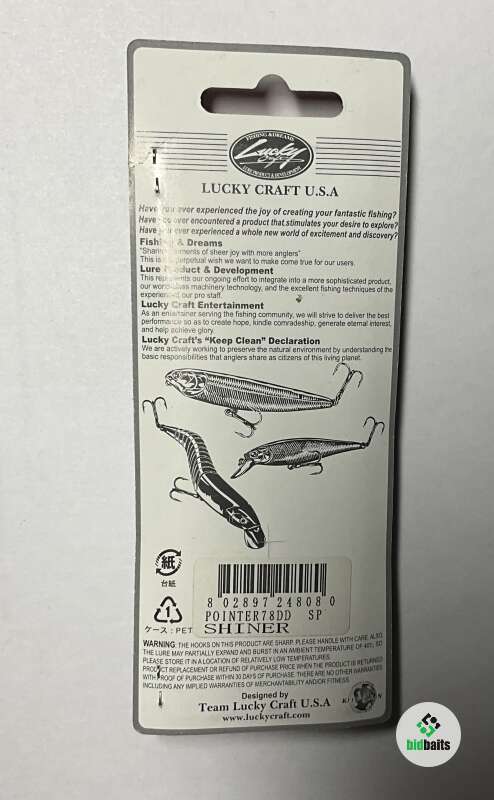 FISHING & DREAMS
Lucky
Craft
LURE PRODUCT & DEVELOPMENT
LUCKY CRAFT U.S.A
Have you ever experienced the joy of creating your fantastic fishing?
Have you ever encountered a product that stimulates your desire to explore?
Have you ever experienced a whole new world of excitement and discovery?
Fishing & Dreams
"Sharing moments of sheer joy with more anglers"
This is a perpetual wish we want to make come true for our users.
Lure Product & Development
This represents our ongoing effort to integrate into a more sophisticated product,
our world-class machinery technology, and the excellent fishing techniques of the
experienced our pro staff.
Lucky Craft Entertainment
As an entertainer serving the fishing community, we will strive to deliver the best
performance so as to create hope, kindle comradeship, generate eternal interest,
and help achieve glory.
Lucky Craft's "Keep Clean" Declaration
We are actively working to preserve the natural environment by understanding the
basic responsibilities that anglers share as citizens of this living planet.
紙
台紙
1
ケース：PET
8 02897 24808 0
POINTER78DD SP
SHINER
WARNING: THE HOOKS ON THIS PRODUCT ARE SHARP. PLEASE HANDLE WITH CARE. ALSO,
THE LURE MAY PARTIALLY EXPAND AND BURST IN AN AMBIENT TEMPERATURE OF 40℃, SO
PLEASE STORE IT IN A LOCATION OF RELATIVELY LOW TEMPERATURES.
PRODUCT REPLACEMENT OR REFUND OF PURCHASE PRICE WHEN THE PRODUCT IS RETURNED
WITH PROOF OF PURCHASE WITHIN 30 DAYS OF PURCHASE. THERE ARE NO OTHER WARRANTIES
INCLUDING ANY IMPLIED WARRANTIES OF MERCHANTABILITY AND/OR FITNESS.
Designed by
Team Lucky Craft U.S.A
www.luckycraft.com
bidbaits